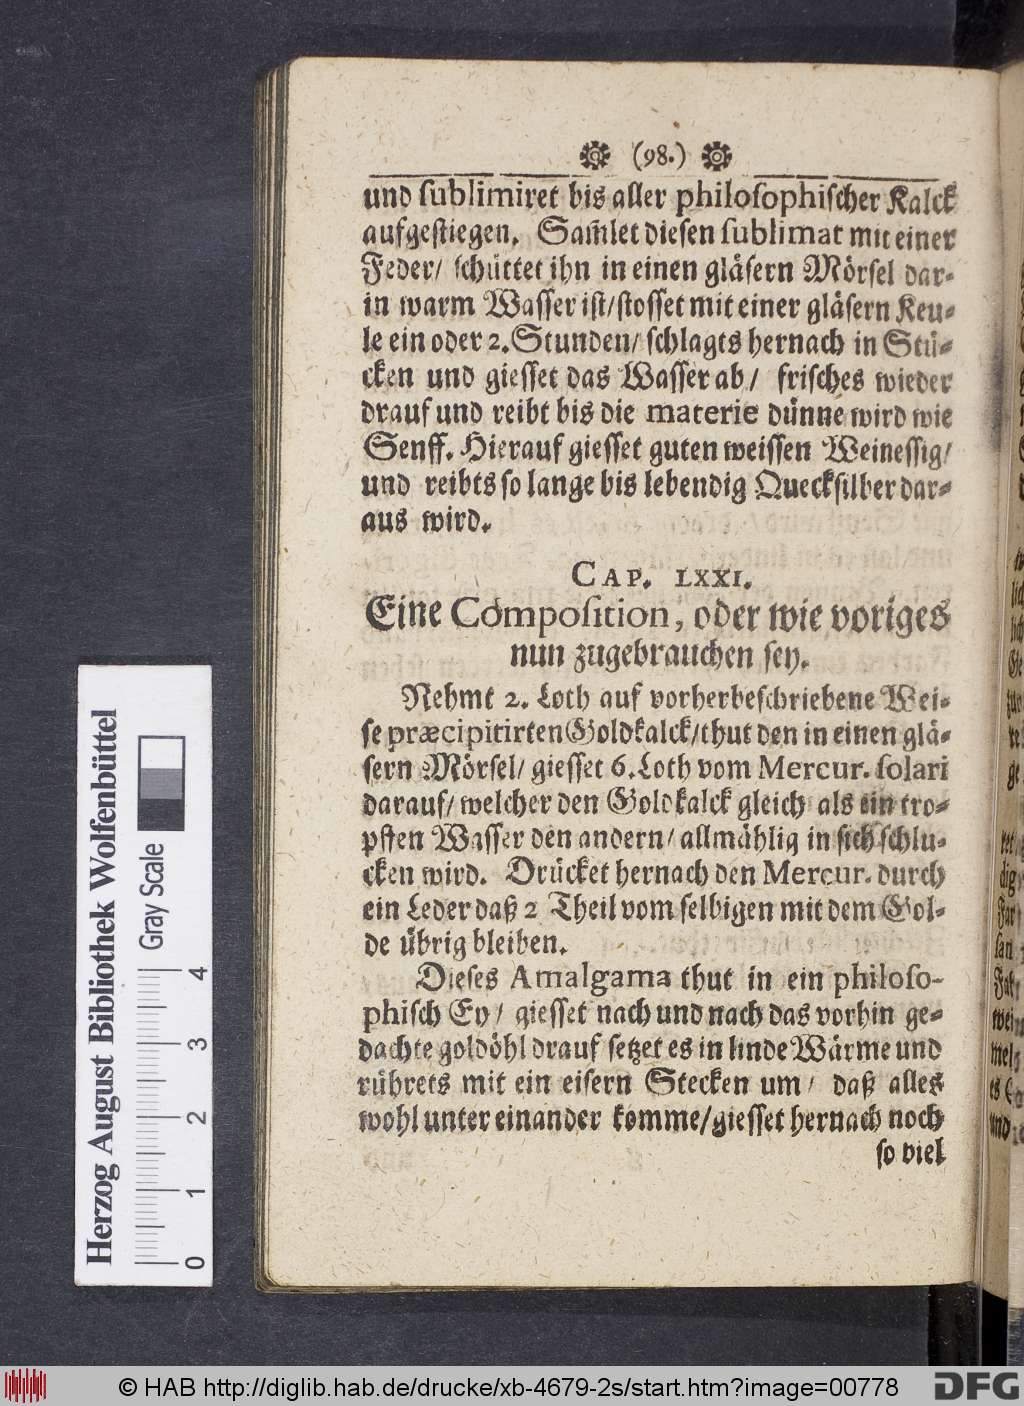 (98.)
und sublimiret bis aller philosophischer Kalck
aufgestiegen. Sam̃let diesen sublimat mit einer
Feder/ schüttet ihn in einen gläsern Mörsel dar-
in warm Wasser ist/stosset mit einer gläsern Keu-
le ein oder 2. Stunden/ schlagts hernach in Stü-
cken und giesset das Wasser ab/ frisches wieder
drauf und reibt bis die materie dünne wird wie
Senff. Hierauf giesset guten weissen Weinessig/
und reibts so lange bis lebendig Quecksilber dar-
aus wird.
CAP. LXXI.
Eine Composition, oder wie voriges
nun zugebrauchen sey.
Nehmt 2. Loth auf vorherbeschriebene Wei-
se præcipitirten Goldkalck/thut den in einen glä-
sern Mörsel/ giesset 6. Loth vom Mercur. solari
darauf/ welcher den Goldkalck gleich als ein tro-
pffen Wasser den andern/ allmählig in sich schlu-
cken wird. Drücket hernach den Mercur. durch
ein Leder daß 2 Theil vom selbigen mit dem Gol-
de übrig bleiben.
Dieses Amalgama thut in ein philoso-
phisch Ey/ giesset nach und nach das vorhin ge-
dachte goldöhl drauf setzet es in linde Wärme und
rührets mit ein eisern Stecken um/ daß alles
wohl unter einander komme/giesset hernach noch
so viel
Herzog August Bibliothek Wolfenbüttel
Gray Scale
0 1 2 3 4
© HAB http://diglib.hab.de/drucke/xb-4679-2s/start.htm?image=00778
DFG